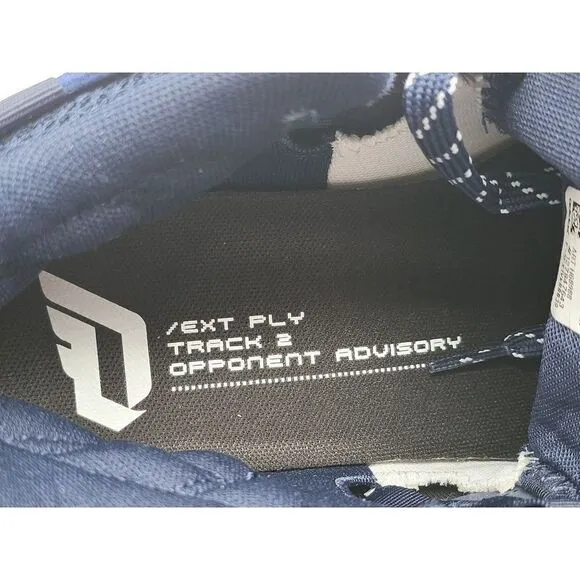 /EXT PLY
TRACK 2
OPPONENT ADVISORY